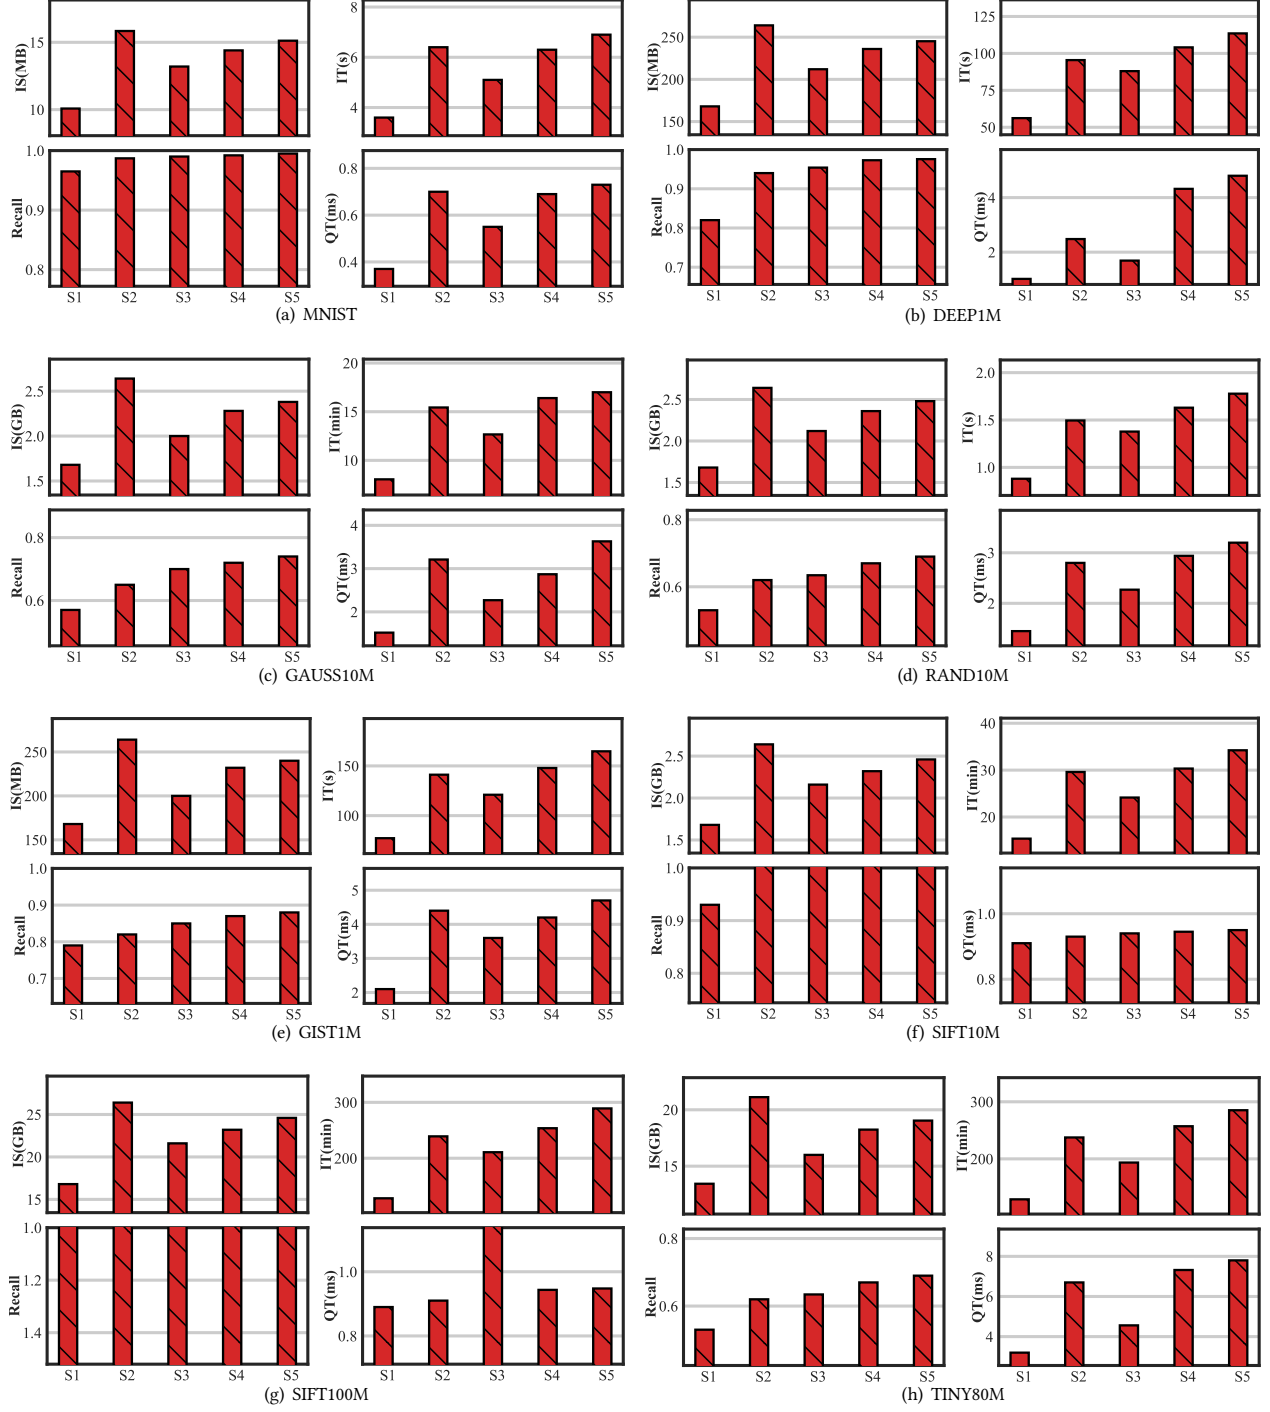 IS(MB)
15
10
IT(s)
8
6
4
Recall
1.0
0.9
0.8
QT(ms)
0.8
0.6
0.4
S1 S2 S3 S4 S5
S1 S2 S3 S4 S5
(a) MNIST
IS(MB)
250
200
150
IT(s)
125
100
75
50
Recall
1.0
0.9
0.8
0.7
QT(ms)
4
2
S1 S2 S3 S4 S5
S1 S2 S3 S4 S5
(b) DEEP1M
IS(GB)
2.5
2.0
1.5
IT(min)
20
15
10
Recall
0.8
0.6
QT(ms)
4
3
2
S1 S2 S3 S4 S5
S1 S2 S3 S4 S5
(c) GAUSS10M
IS(GB)
2.5
2.0
1.5
IT(s)
2.0
1.5
1.0
Recall
0.8
0.6
QT(ms)
3
2
S1 S2 S3 S4 S5
S1 S2 S3 S4 S5
(d) RAND10M
IS(MB)
250
200
150
IT(s)
150
100
Recall
1.0
0.9
0.8
0.7
QT(ms)
5
4
3
2
S1 S2 S3 S4 S5
S1 S2 S3 S4 S5
(e) GIST1M
IS(GB)
2.5
2.0
1.5
IT(min)
40
30
20
Recall
1.0
0.9
0.8
QT(ms)
1.0
0.8
S1 S2 S3 S4 S5
S1 S2 S3 S4 S5
(f) SIFT10M
IS(GB)
25
20
15
IT(min)
300
200
Recall
1.0
1.2
1.4
QT(ms)
1.0
0.8
S1 S2 S3 S4 S5
S1 S2 S3 S4 S5
(g) SIFT100M
IS(GB)
20
15
IT(min)
300
200
Recall
0.8
0.6
QT(ms)
8
6
4
S1 S2 S3 S4 S5
S1 S2 S3 S4 S5
(h) TINY80M